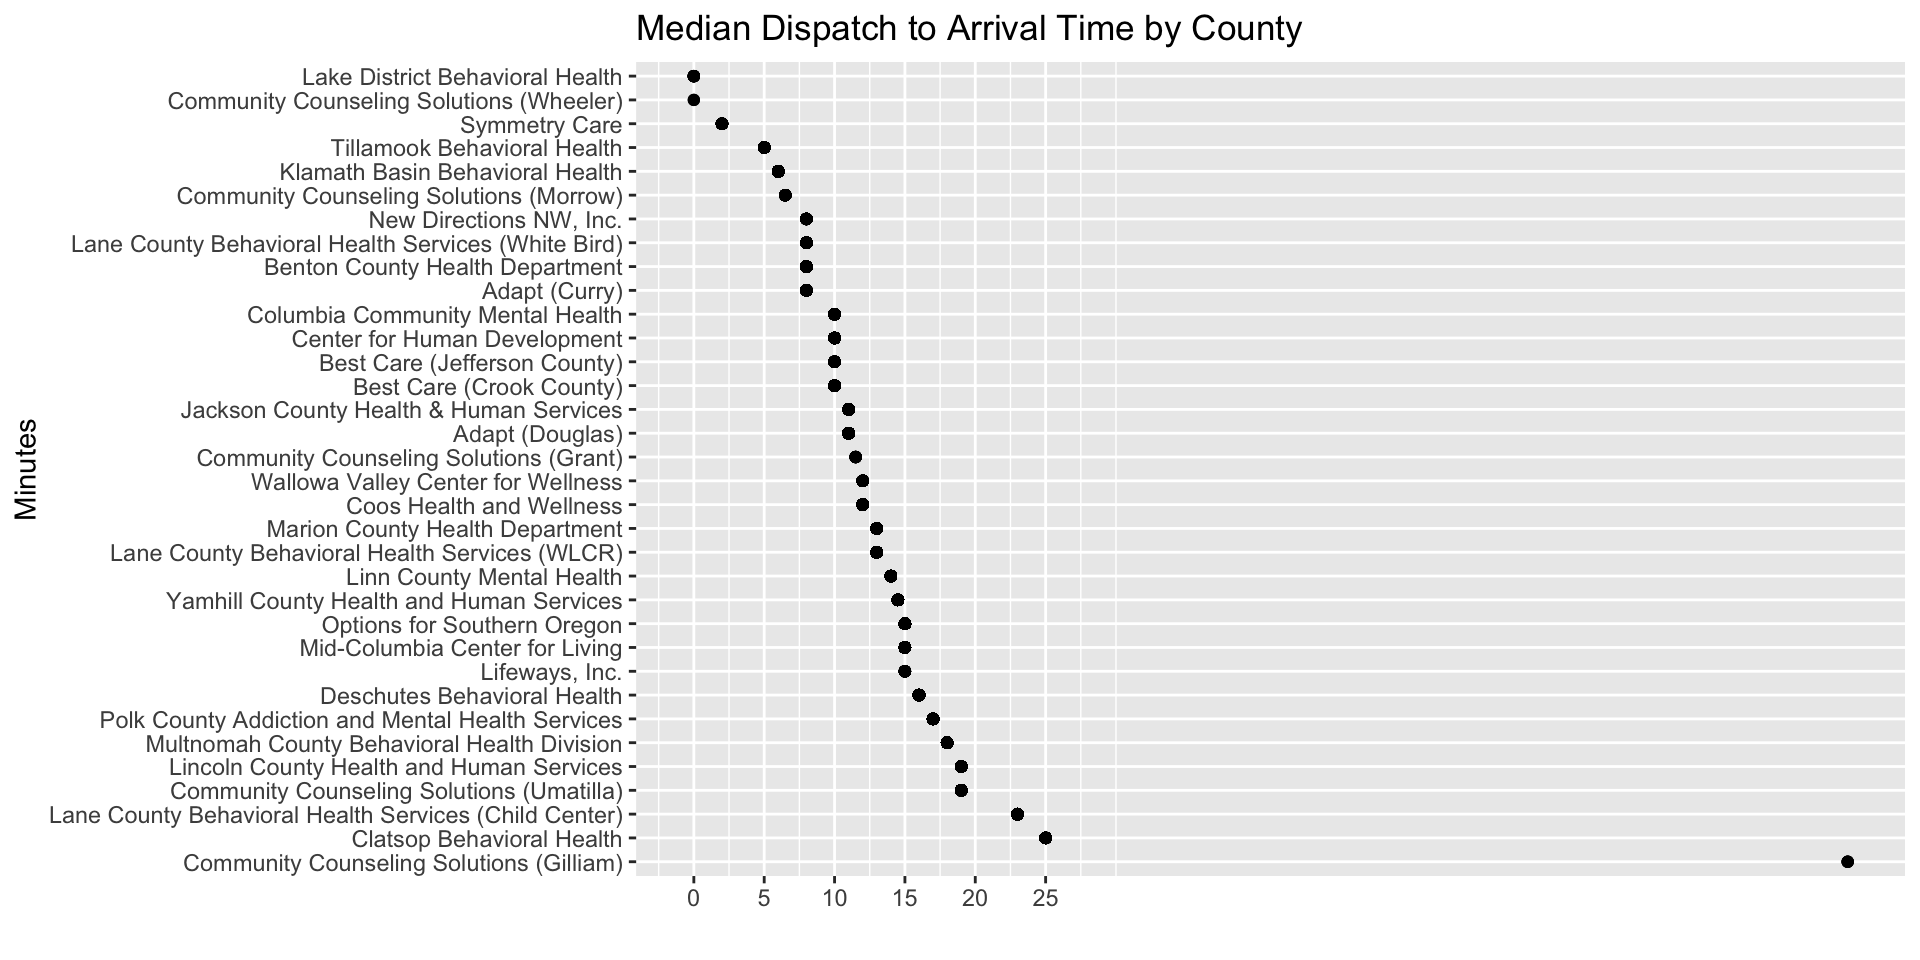 Median Dispatch to Arrival Time by County
Lake District Behavioral Health
Community Counseling Solutions (Wheeler)
Symmetry Care
Tillamook Behavioral Health
Klamath Basin Behavioral Health
Community Counseling Solutions (Morrow)
New Directions NW, Inc.
Lane County Behavioral Health Services (White Bird)
Benton County Health Department
Adapt (Curry)
Columbia Community Mental Health
Center for Human Development
Best Care (Jefferson County)
Best Care (Crook County)
Jackson County Health & Human Services
Adapt (Douglas)
Community Counseling Solutions (Grant)
Wallowa Valley Center for Wellness
Coos Health and Wellness
Marion County Health Department
Lane County Behavioral Health Services (WLCR)
Linn County Mental Health
Yamhill County Health and Human Services
Options for Southern Oregon
Mid-Columbia Center for Living
Lifeways, Inc.
Deschutes Behavioral Health
Polk County Addiction and Mental Health Services
Multnomah County Behavioral Health Division
Lincoln County Health and Human Services
Community Counseling Solutions (Umatilla)
Lane County Behavioral Health Services (Child Center)
Clatsop Behavioral Health
Community Counseling Solutions (Gilliam)
Minutes
0 5 10 15 20 25